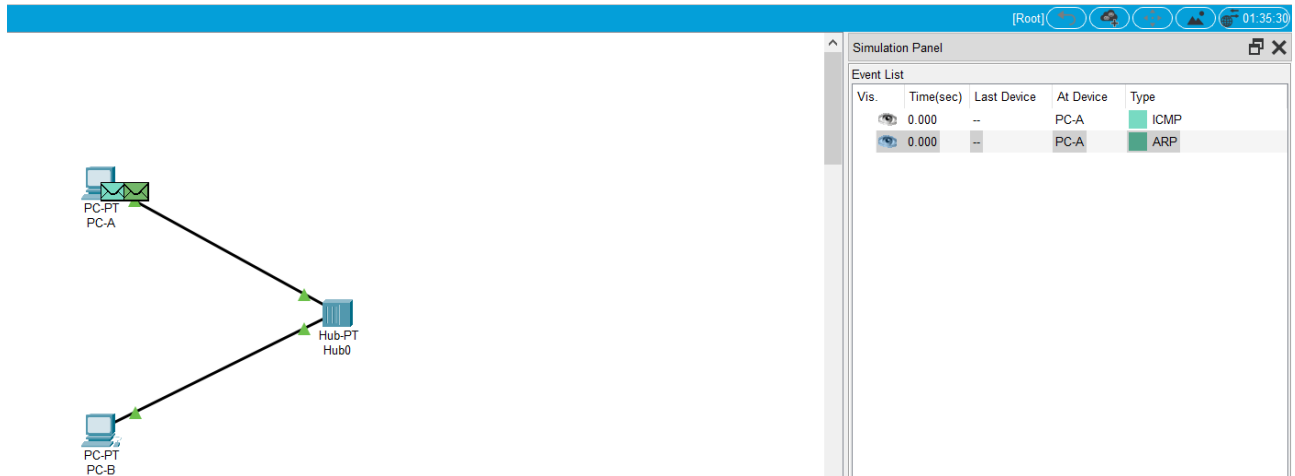 [Root] 01:35:30
Simulation Panel
Event List
Vis. Time(sec) Last Device At Device Type
0.000 -- PC-A ICMP
0.000 -- PC-A ARP
PC-PT
PC-A
Hub-PT
Hub0
PC-PT
PC-B